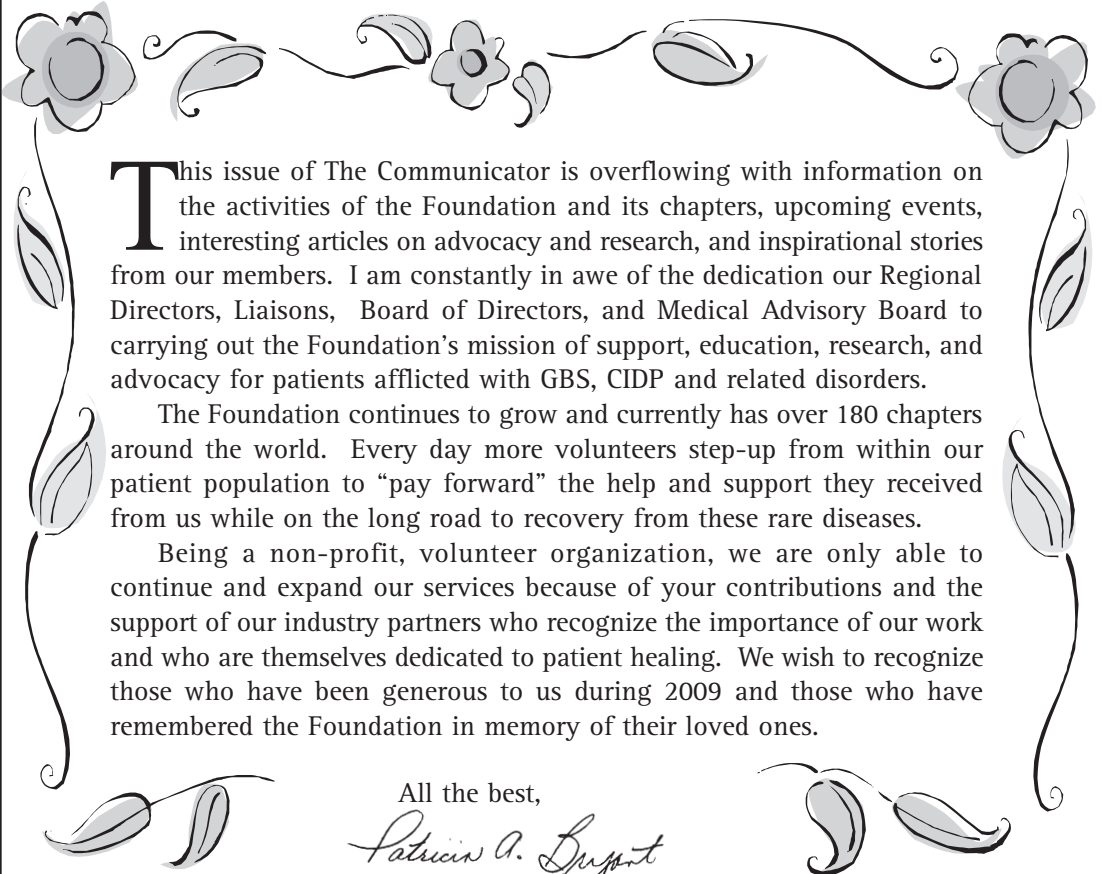 This issue of The Communicator is overflowing with information on
the activities of the Foundation and its chapters, upcoming events,
interesting articles on advocacy and research, and inspirational stories
from our members.  I am constantly in awe of the dedication our Regional
Directors, Liaisons,  Board of Directors, and Medical Advisory Board to
carrying out the Foundation’s mission of support, education, research, and
advocacy for patients afflicted with GBS, CIDP and related disorders.
The Foundation continues to grow and currently has over 180 chapters
around the world.  Every day more volunteers step-up from within our
patient population to “pay forward” the help and support they received
from us while on the long road to recovery from these rare diseases.
Being a non-profit, volunteer organization, we are only able to
continue and expand our services because of your contributions and the
support of our industry partners who recognize the importance of our work
and who are themselves dedicated to patient healing.  We wish to recognize
those who have been generous to us during 2009 and those who have
remembered the Foundation in memory of their loved ones.
All the best,
Patricia A. Bryant